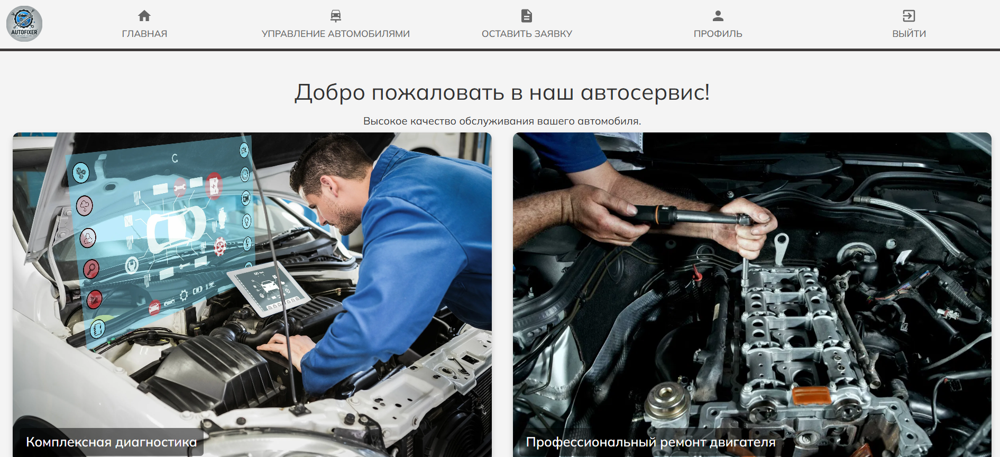 AUTOFIXER
ГЛАВНАЯ
УПРАВЛЕНИЕ АВТОМОБИЛЯМИ
ОСТАВИТЬ ЗАЯВКУ
ПРОФИЛЬ
ВЫЙТИ
Добро пожаловать в наш автосервис!
Высокое качество обслуживания вашего автомобиля.
Комплексная диагностика
Профессиональный ремонт двигателя